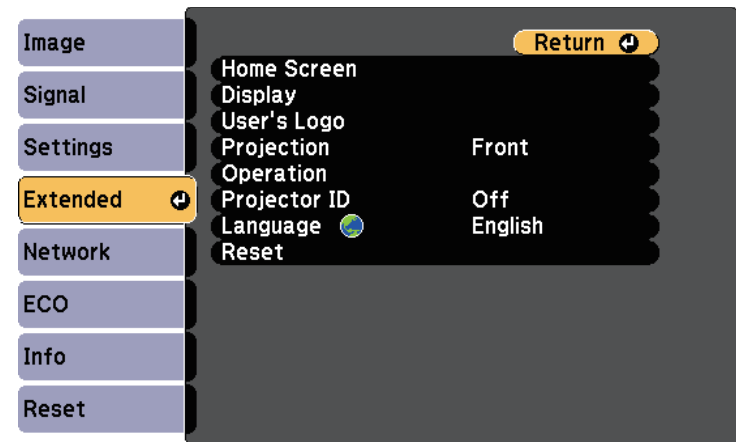 Image
Signal
Settings
Extended
Network
ECO
Info
Reset
Return
Home Screen
Display
User's Logo
Projection Front
Operation
Projector ID Off
Language English
Reset